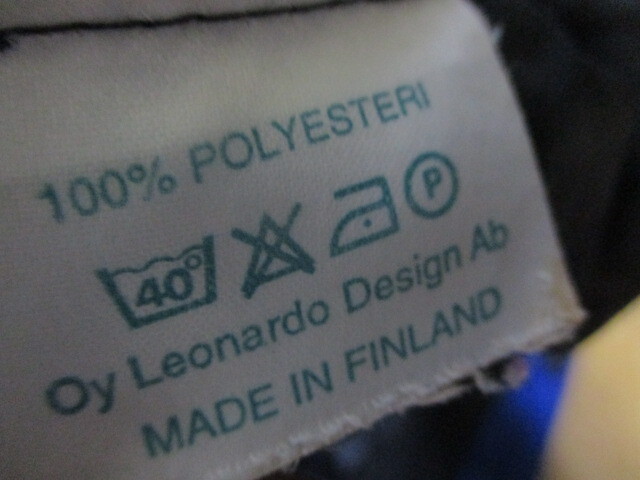 100% POLYESTERI
40° P
Oy Leonardo Design Ab
MADE IN FINLAND